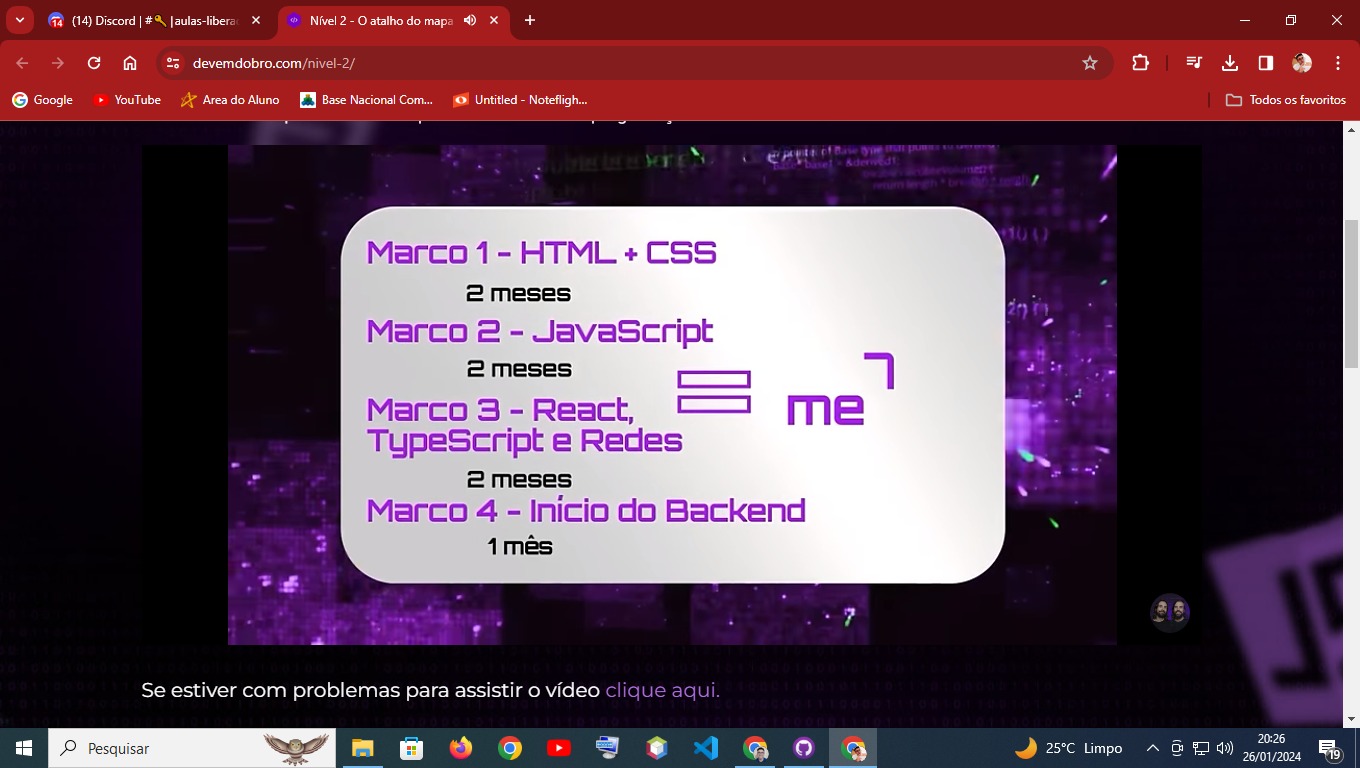 (14) Discord | #🔑 |aulas-liberac
Nível 2 - O atalho do mapa
devemdobro.com/nivel-2/
Google
YouTube
Area do Aluno
Base Nacional Com...
Untitled - Notefligh...
Todos os favoritos
Marco 1 - HTML + CSS
2 meses
Marco 2 - JavaScript
2 meses
Marco 3 - React,
TypeScript e Redes
2 meses
= me
Marco 4 - Início do Backend
1 mês
Se estiver com problemas para assistir o vídeo clique aqui.
Pesquisar
25°C Limpo
20:26
26/01/2024
19